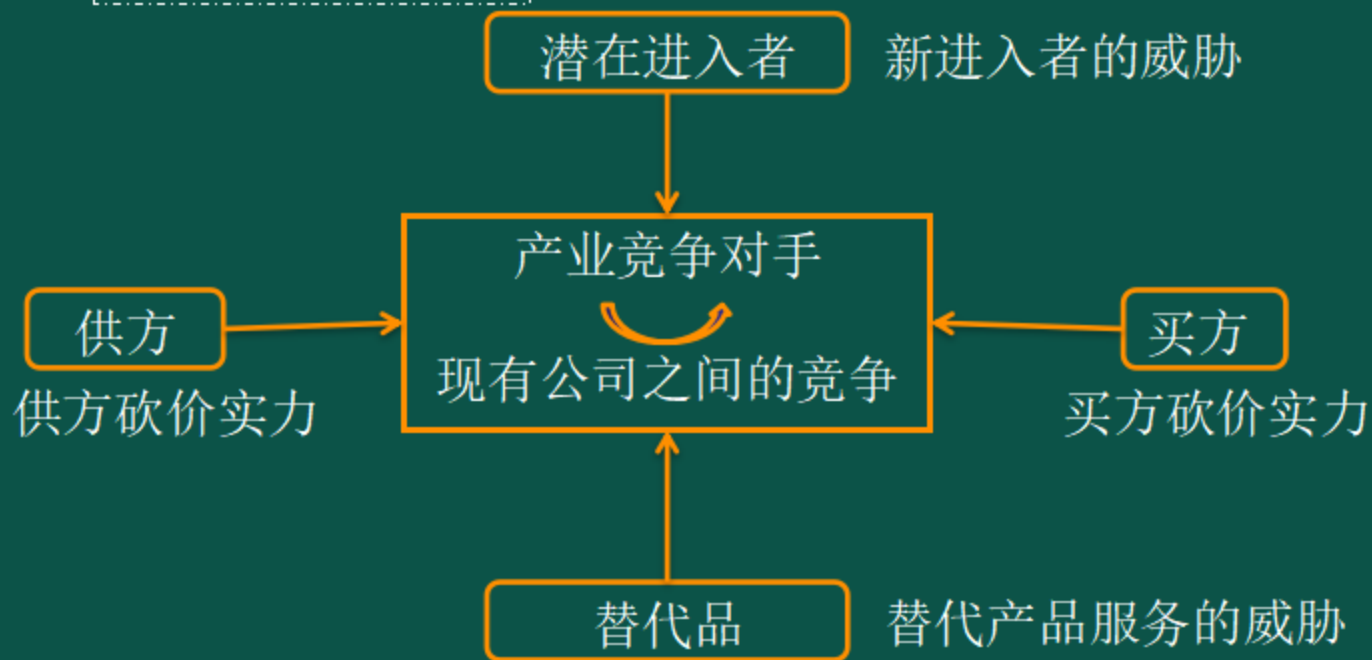 潜在进入者
新进入者的威胁
产业竞争对手
供方
现有公司之间的竞争
买方
供方砍价实力
买方砍价实力
替代品
替代产品服务的威胁